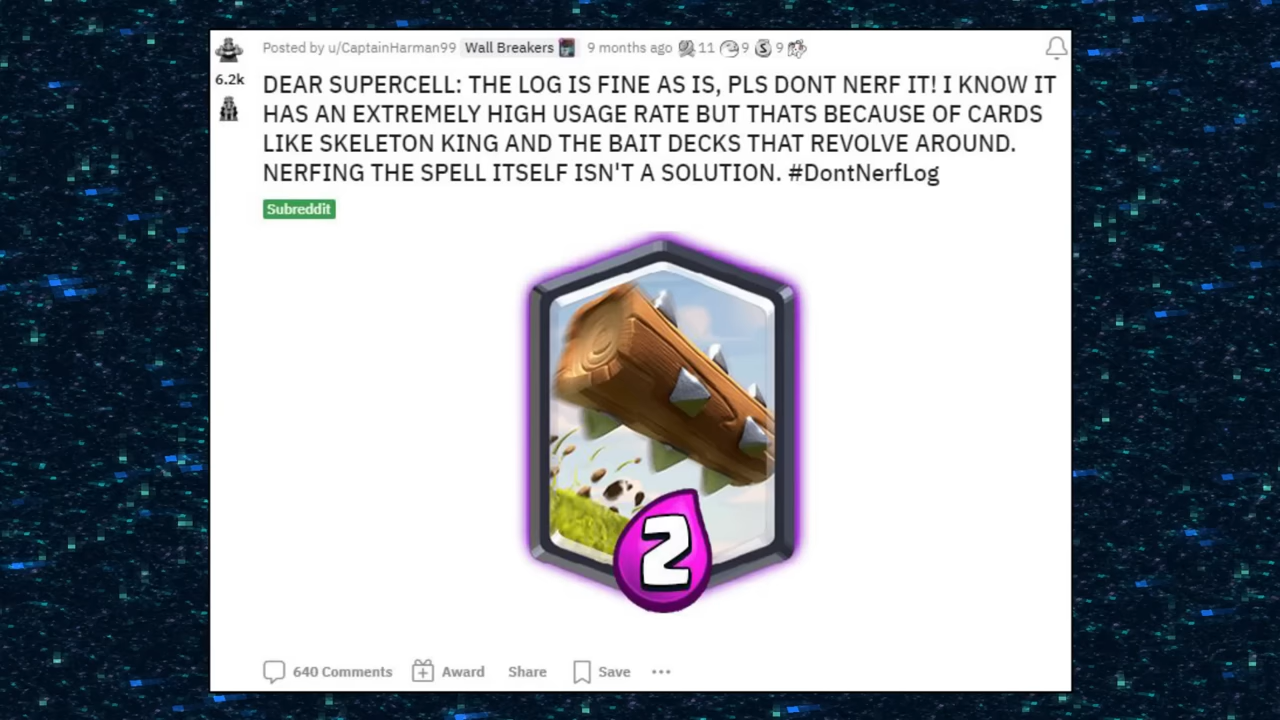 Posted by u/CaptainHarman99 Wall Breakers 9 months ago 11 9 9
6.2k
DEAR SUPERCELL: THE LOG IS FINE AS IS, PLS DONT NERF IT! I KNOW IT
HAS AN EXTREMELY HIGH USAGE RATE BUT THATS BECAUSE OF CARDS
LIKE SKELETON KING AND THE BAIT DECKS THAT REVOLVE AROUND.
NERFING THE SPELL ITSELF ISN'T A SOLUTION. #DontNerfLog
Subreddit
2
640 Comments Award Share Save ...